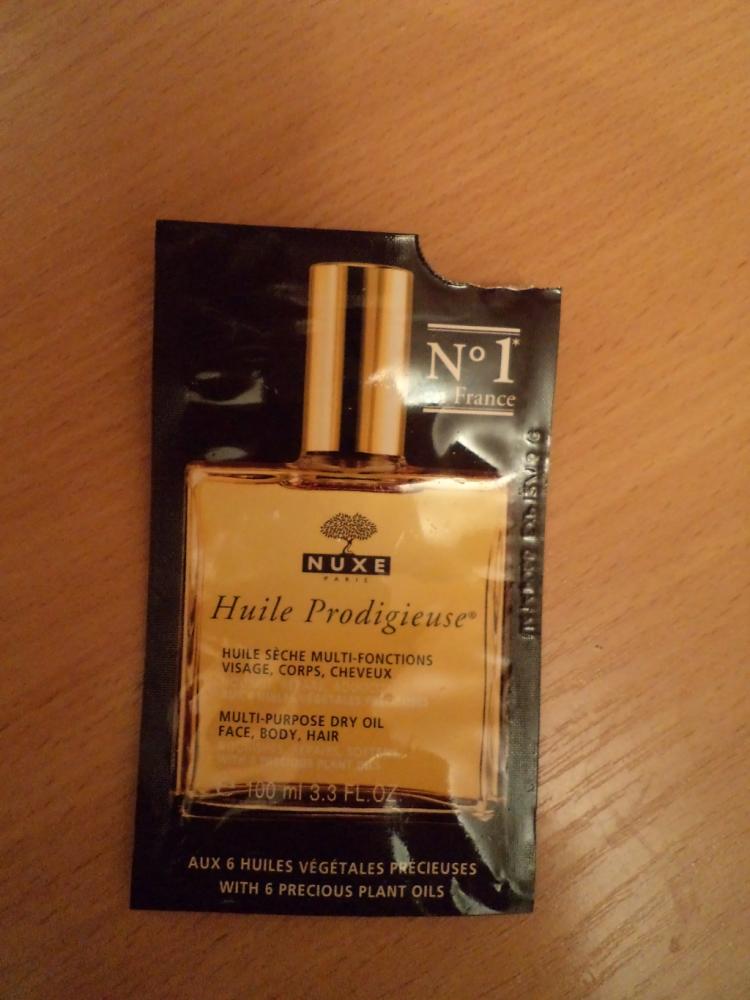 N°1*
en France
NUXE
PARIS
Huile Prodigieuse®
HUILE SÈCHE MULTI-FONCTIONS
VISAGE, CORPS, CHEVEUX
MULTI-PURPOSE DRY OIL
FACE, BODY, HAIR
100 ml 3.3 FL.OZ
AUX 6 HUILES VÉGÉTALES PRÉCIEUSES
WITH 6 PRECIOUS PLANT OILS